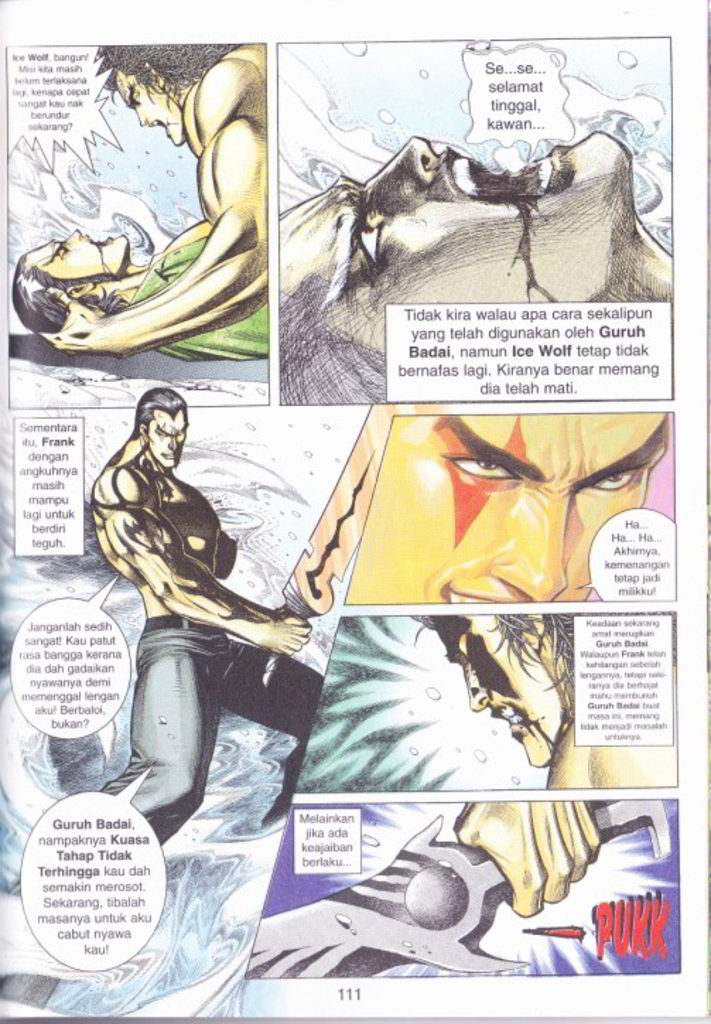 Ice Wolf, bangun!
Misi kita masih
belum terlaksana
lagi, kenapa cepat
sangat kau nak
berundur
sekarang?
Se...se...
selamat
tinggal,
kawan...
Tidak kira walau apa cara sekalipun
yang telah digunakan oleh Guruh
Badai, namun Ice Wolf tetap tidak
bernafas lagi. Kiranya benar memang
dia telah mati.
Sementara
itu, Frank
dengan
angkuhnya
masih
mampu
lagi untuk
berdiri
teguh.
Janganlah sedih
sangat! Kau patut
rasa bangga kerana
dia dah gadaikan
nyawanya demi
memenggal lengan
aku! Berbaloi,
bukan?
Guruh Badai,
nampaknya Kuasa
Tahap Tidak
Terhingga kau dah
semakin merosot.
Sekarang, tibalah
masanya untuk aku
cabut nyawa
kau!
Ha...
Ha... Ha...
Akhirnya,
kemenangan
tetap jadi
milikku!
Keadaan sekarang
amat merugikan
Guruh Badai.
Walaupun Frank telah
kehilangan sebelah
lengannya, tetapi sele-
ranya dia berhajat
mahu membunuh
Guruh Badai buat
masa ini, memang
tidak menjadi masalah
untuknya.
Melainkan
jika ada
keajaiban
berlaku...
PUKK
111